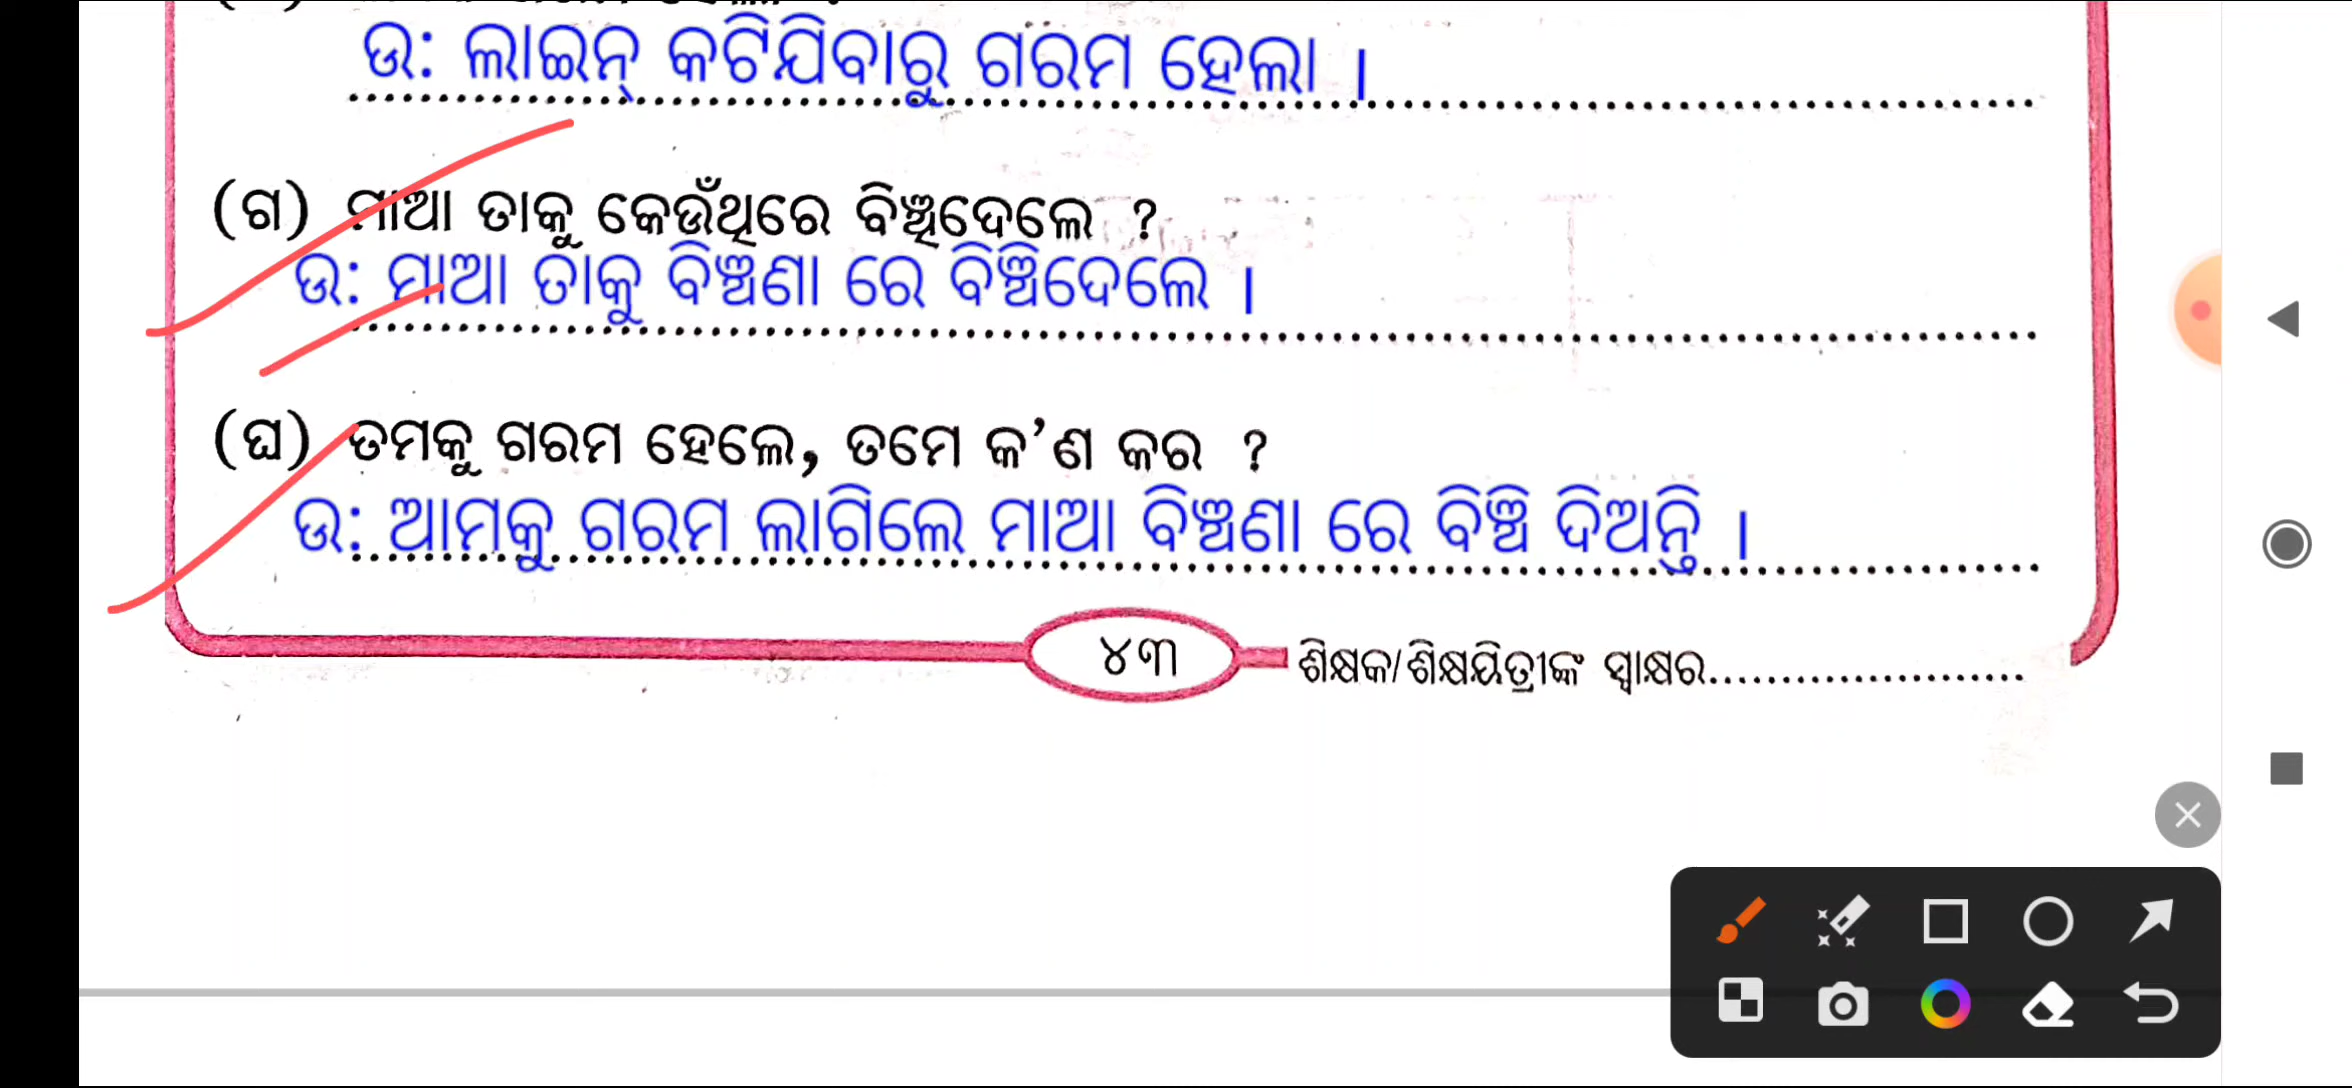 ଉ: ଲାଇନ୍ କଟିଯିବାରୁ ଗରମ ହେଲା ।
(ଗ) ମାଆ ତାକୁ କେଉଁଥିରେ ବିଞ୍ଚିଦେଲେ ?
ଉ: ମାଆ ତାକୁ ବିଞ୍ଚଣା ରେ ବିଞ୍ଚିଦେଲେ ।
(ଘ) ତମକୁ ଗରମ ହେଲେ, ତମେ କ’ଣ କର ?
ଉ: ଆମକୁ ଗରମ ଲାଗିଲେ ମାଆ ବିଞ୍ଚଣା ରେ ବିଞ୍ଚି ଦିଅନ୍ତି ।
୪୩
ଶିକ୍ଷକ/ଶିକ୍ଷୟିତ୍ରୀଙ୍କ ସ୍ୱାକ୍ଷର......................